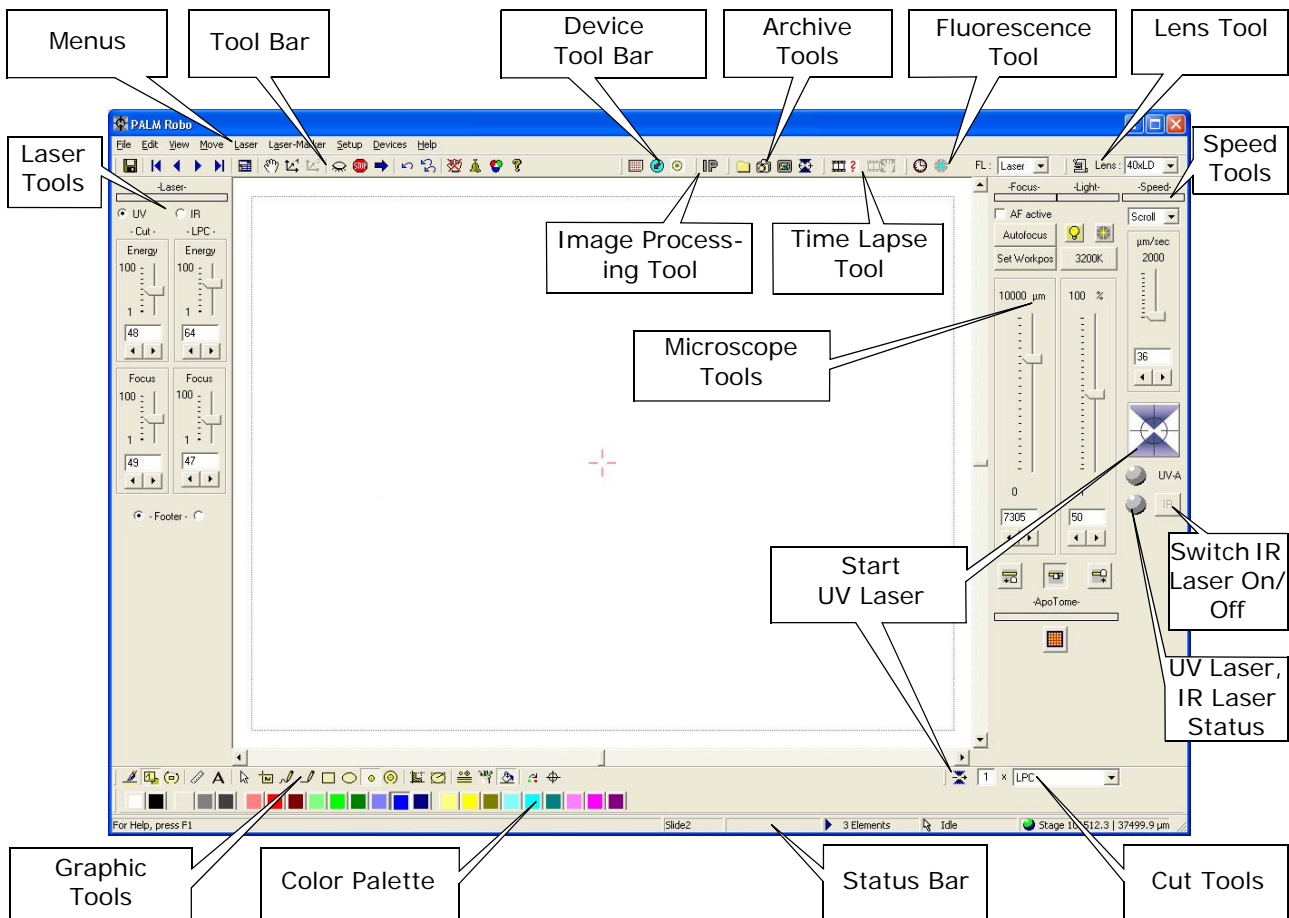 Menus
Tool Bar
Device
Tool Bar
Archive
Tools
Fluorescence
Tool
Lens Tool
PALM Robo
File Edit View Move Laser Laser-Marker Setup Devices Help
Laser
Tools
Speed
Tools
STOP
IP
FL : Laser
Lens : 40xLD
-Laser-
UV IR
- Cut - - LPC -
Energy Energy
100 100
1 1
48 64
Focus Focus
100 100
1 1
49 47
- Footer -
Image Process-
ing Tool
Time Lapse
Tool
Microscope
Tools
-Focus- -Light- -Speed-
AF active
Scroll
Autofocus
Set Workpos 3200K
µm/sec
2000
10000 µm 100 %
36
0
7305 50
UV-A
IR
-ApoTome-
Start
UV Laser
Switch IR
Laser On/
Off
UV Laser,
IR Laser
Status
A
1 × LPC
For Help, press F1
Slide2
3 Elements
Idle
Stage 512.3 | 37499.9 µm
Graphic
Tools
Color Palette
Status Bar
Cut Tools